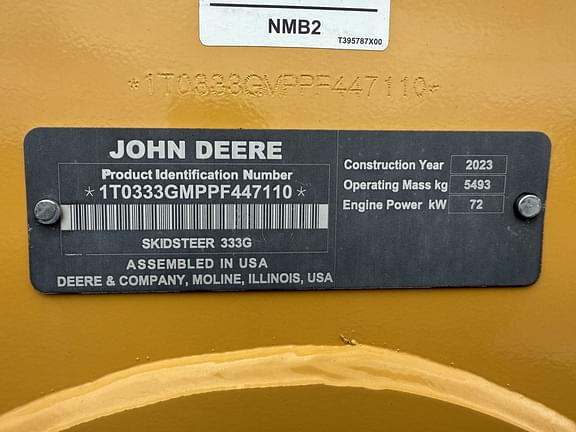 NMB2
T395787X00
*1T0333GMPPF447110*
JOHN DEERE
Product Identification Number
*1T0333GMPPF447110*
SKIDSTEER 333G
ASSEMBLED IN USA
DEERE & COMPANY, MOLINE, ILLINOIS, USA
Construction Year 2023
Operating Mass kg 5493
Engine Power kW 72